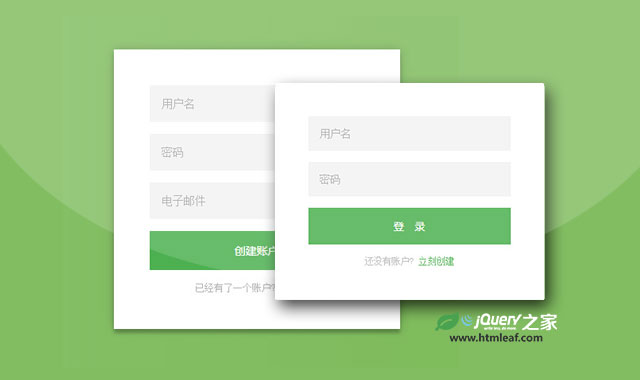 用户名
密码
电子邮件
创建账户
已经有了一个账户?
用户名
密码
登 录
还没有账户? 立刻创建
jQuery之家
www.htmleaf.com